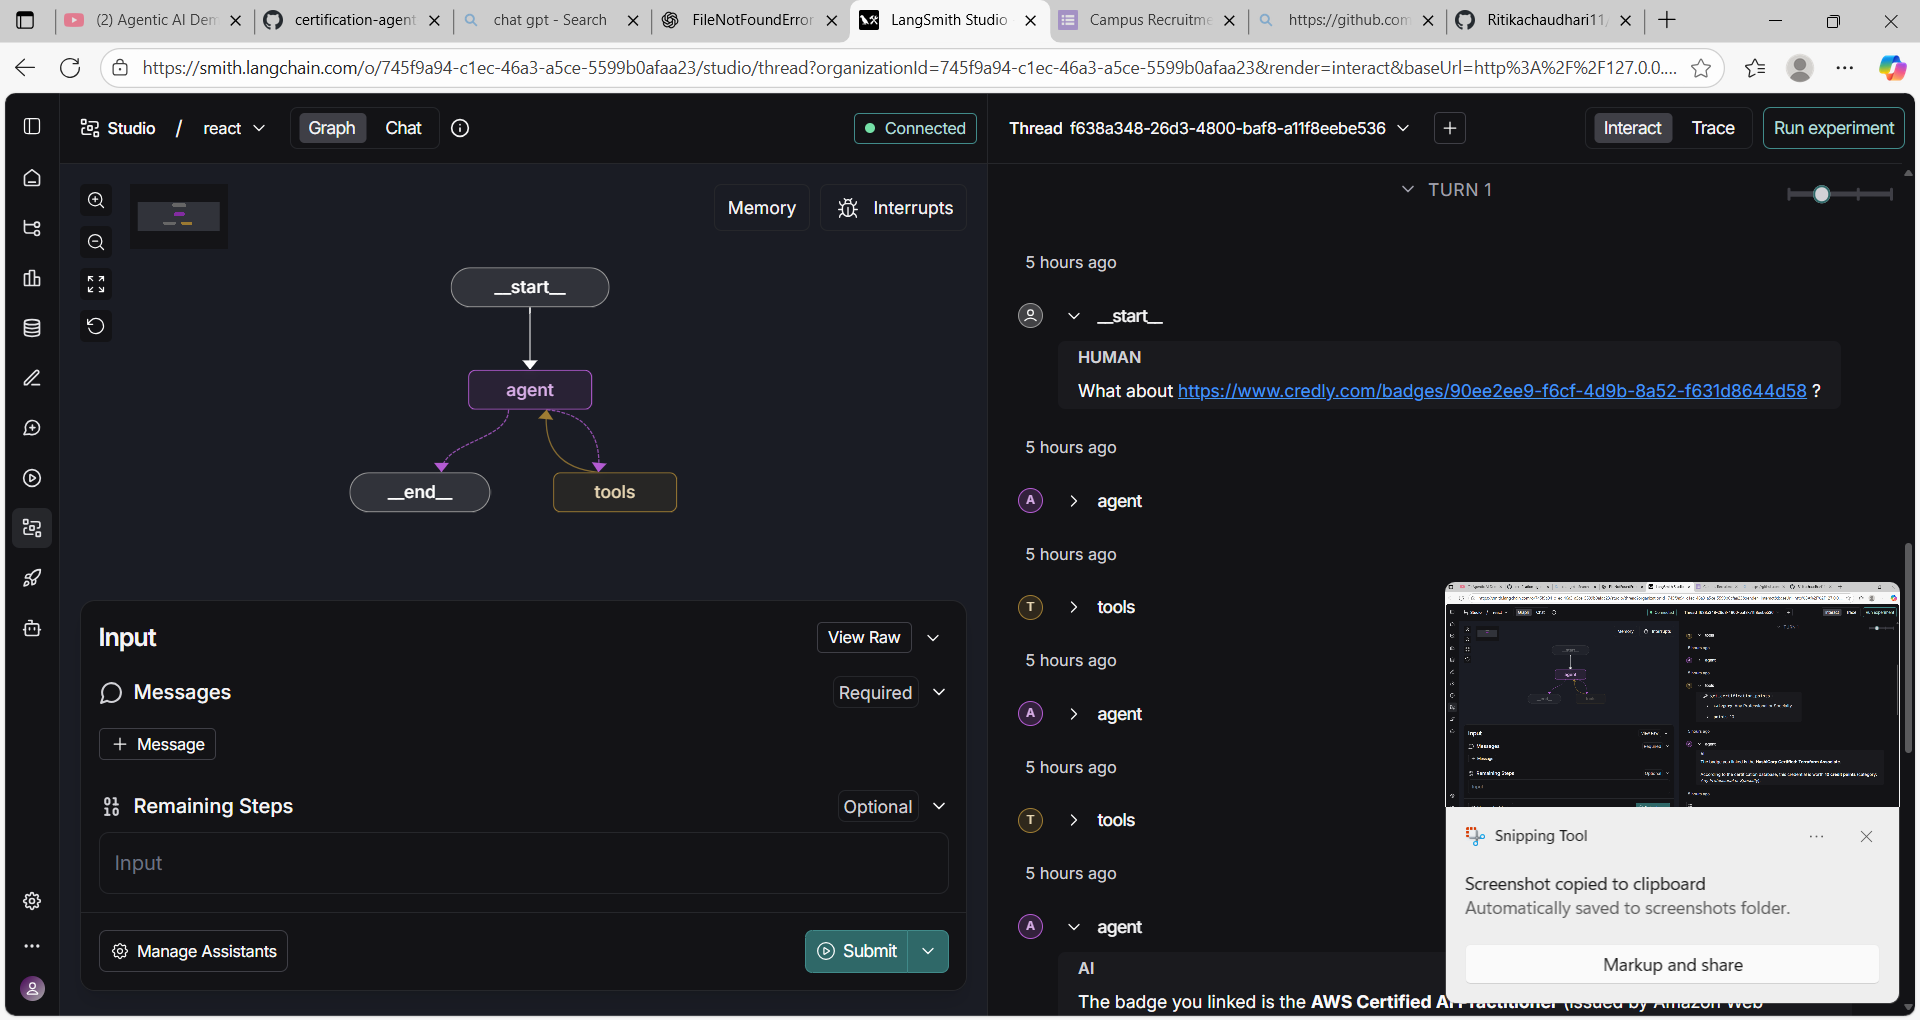 (2) Agentic AI Dem
certification-agent
chat gpt - Search
FileNotFoundError
LangSmith Studio
Campus Recruitme
https://github.com
Ritikachaudhari11/
https://smith.langchain.com/o/745f9a94-c1ec-46a3-a5ce-5599b0afaa23/studio/thread?organizationId=745f9a94-c1ec-46a3-a5ce-5599b0afaa23&render=interact&baseUrl=http%3A%2F%2F127.0.0....
Studio / react
Graph
Chat
Connected
Thread f638a348-26d3-4800-baf8-a11f8eebe536
Interact
Trace
Run experiment
Memory
Interrupts
__start__
agent
__end__
tools
Input
View Raw
Messages
Required
+ Message
Remaining Steps
Optional
Input
Manage Assistants
Submit
TURN 1
5 hours ago
__start__
HUMAN
What about https://www.credly.com/badges/90ee2ee9-f6cf-4d9b-8a52-f631d8644d58 ?
5 hours ago
A agent
5 hours ago
T tools
5 hours ago
A agent
5 hours ago
T tools
5 hours ago
A agent
AI
The badge you linked is the AWS Certified AI Practitioner (issued by Amazon Web
Snipping Tool
Screenshot copied to clipboard
Automatically saved to screenshots folder.
Markup and share